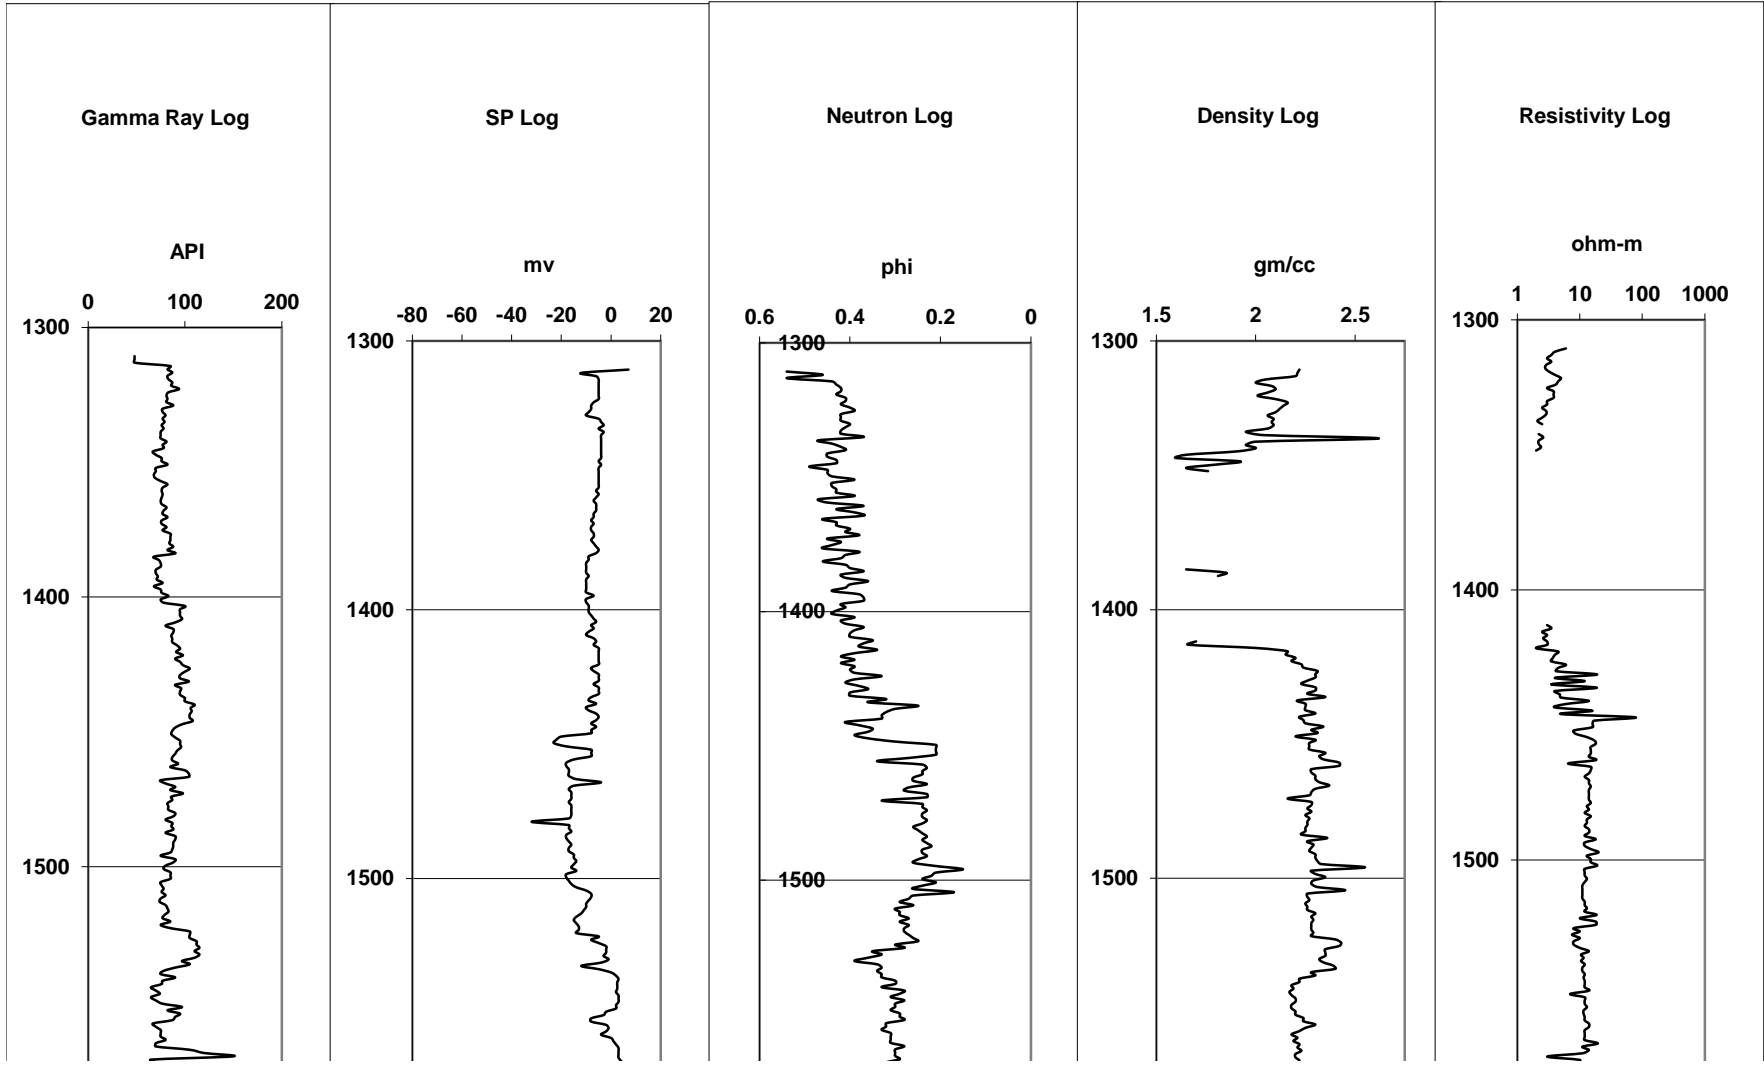 Gamma Ray Log
API
0 100 200
1300
1400
1500
SP Log
mv
-80 -60 -40 -20 0 20
1300
1400
1500
Neutron Log
phi
0.6 0.4 0.2 0
1300
1400
1500
Density Log
gm/cc
1.5 2 2.5
1300
1400
1500
Resistivity Log
ohm-m
1 10 100 1000
1300
1400
1500